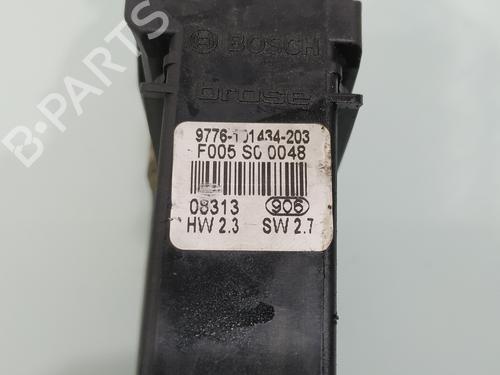 BOSCH
brose
9776-101434-203
F005 S0 0048
08313 906
HW 2.3 SW 2.7
B-PARTS